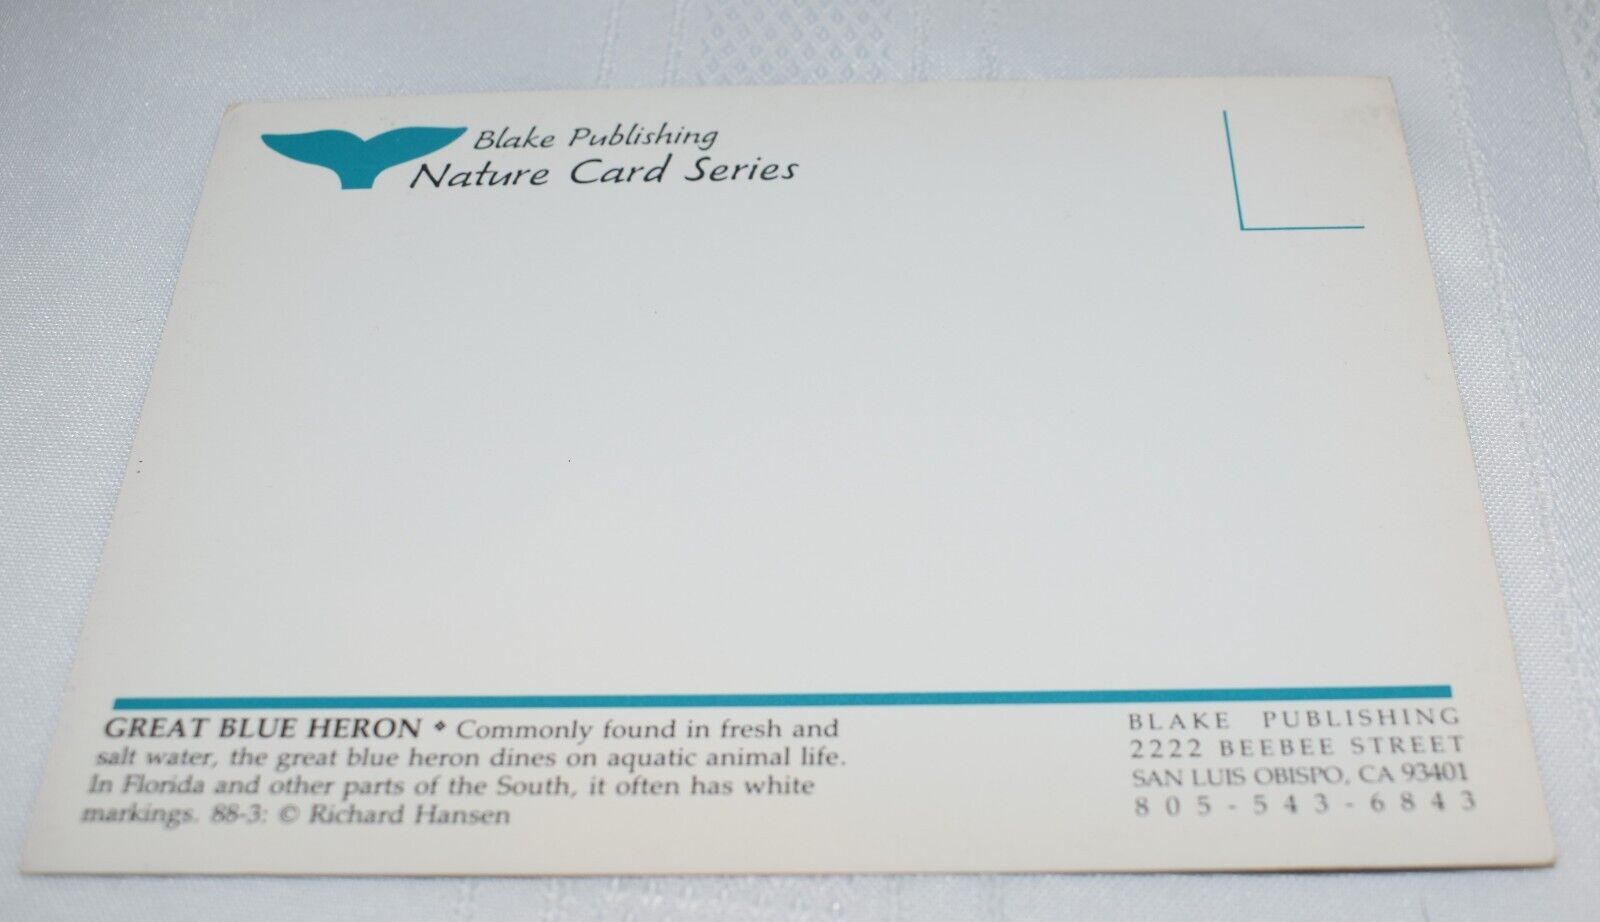 Blake Publishing
Nature Card Series
GREAT BLUE HERON ❖ Commonly found in fresh and
salt water, the great blue heron dines on aquatic animal life.
In Florida and other parts of the South, it often has white
markings. 88-3: © Richard Hansen
BLAKE PUBLISHING
2222 BEEBEE STREET
SAN LUIS OBISPO, CA 93401
805-543-6843